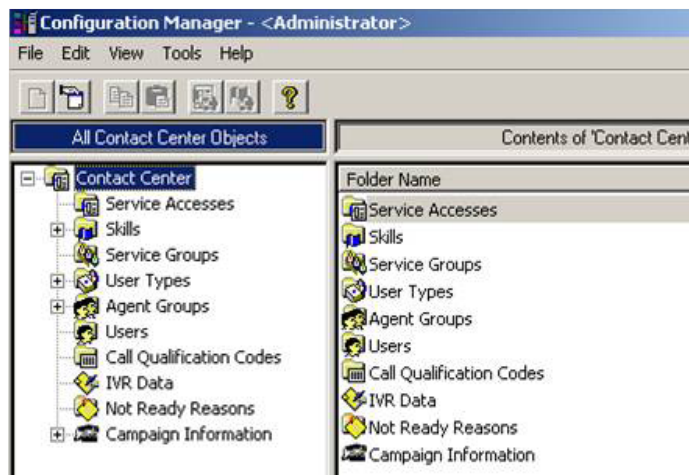 Configuration Manager - <Administrator>
File Edit View Tools Help
All Contact Center Objects
Contents of 'Contact Cent
Contact Center
Service Accesses
Skills
Service Groups
User Types
Agent Groups
Users
Call Qualification Codes
IVR Data
Not Ready Reasons
Campaign Information
Folder Name
Service Accesses
Skills
Service Groups
User Types
Agent Groups
Users
Call Qualification Codes
IVR Data
Not Ready Reasons
Campaign Information